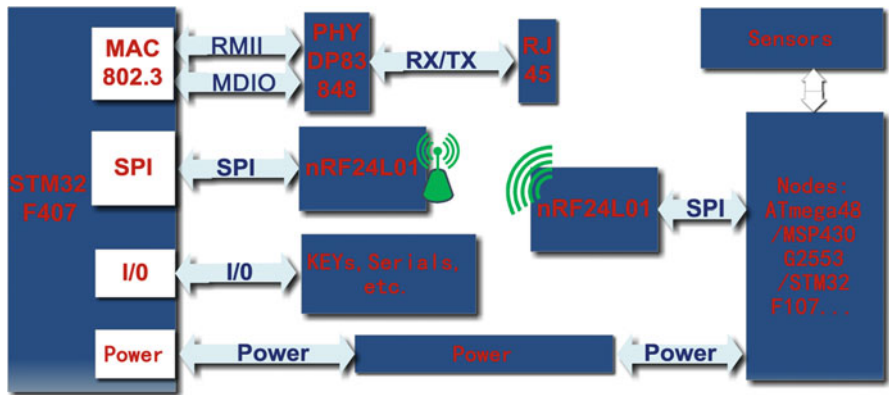 STM32
F407
MAC
802.3
RMII
MDIO
PHY
DP83
848
RX/TX
RJ
45
SPI
SPI
nRF24L01
I/0
I/0
KEYs,Serials,
etc.
Power
Power
Power
Power
nRF24L01
SPI
Sensors
Nodes:
ATmega48
/MSP430
G2553
/STM32
F107...